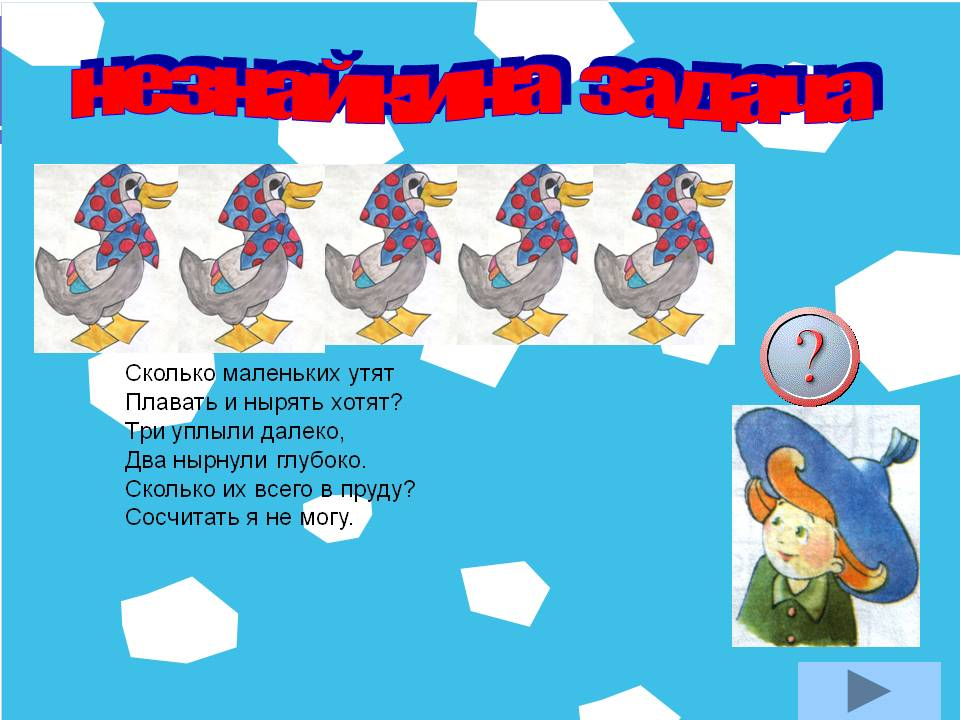 незнайкина задача
?
Сколько маленьких утят
Плавать и нырять хотят?
Три уплыли далеко,
Два нырнули глубоко.
Сколько их всего в пруду?
Сосчитать я не могу.